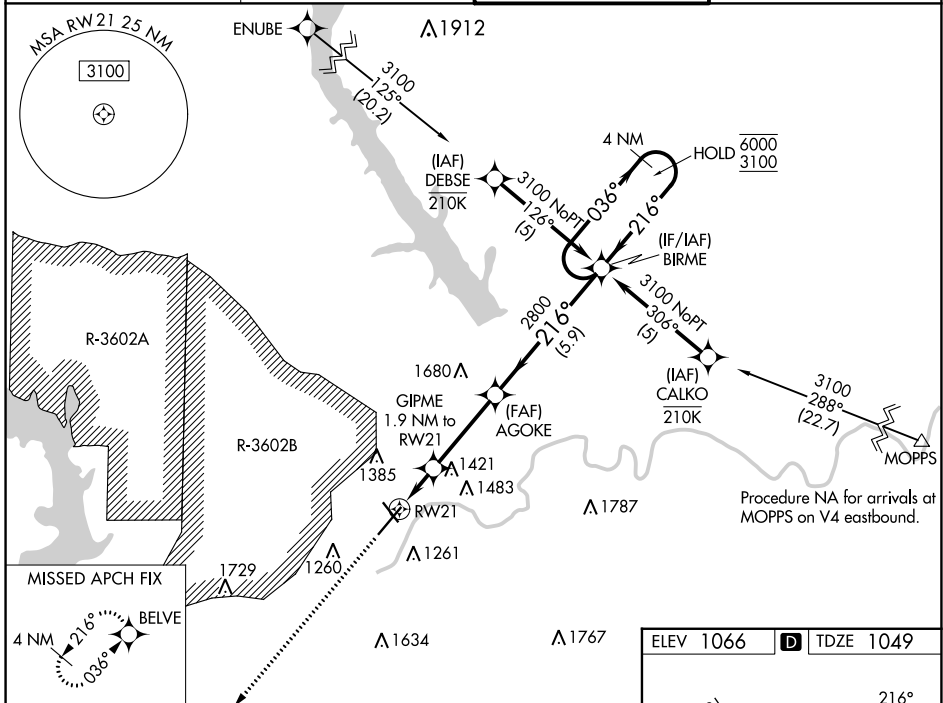 MSA RW21 25 NM
3100
ENUBE
1912
3100
125°
(20.2)
(IAF)
DEBSE
210K
3100 NoPT
126°
(5)
4 NM
HOLD 6000
3100
036°
216°
(IF/IAF)
BIRME
3100 NoPT
306°
(5)
(IAF)
CALKO
210K
3100
288°
(22.7)
MOPPS
Procedure NA for arrivals at
MOPPS on V4 eastbound.
2800
216°
(5.9)
R-3602A
R-3602B
1680
GIPME
1.9 NM to
RW21
(FAF)
AGOKE
1385
1421
1483
RW21
1787
1260
1261
1729
1634
1767
MISSED APCH FIX
BELVE
4 NM
216°
036°
ELEV 1066 D TDZE 1049
216°